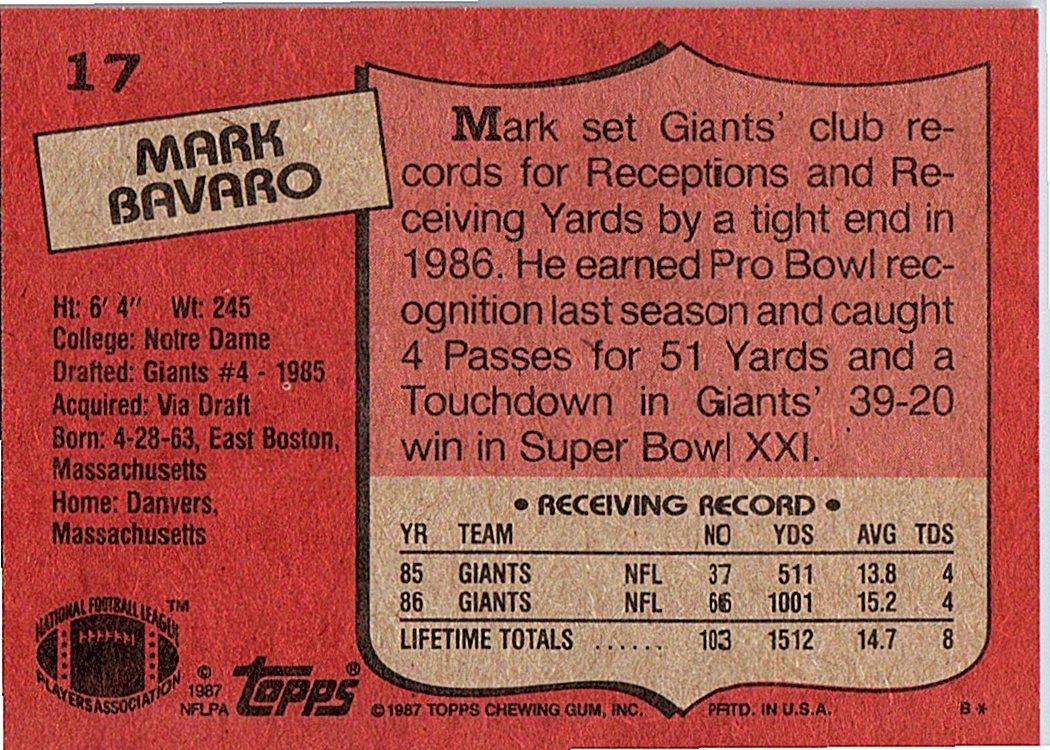 17
MARK
BAVARO
Ht: 6' 4" Wt: 245
College: Notre Dame
Drafted: Giants #4 - 1985
Acquired: Via Draft
Born: 4-28-63, East Boston,
Massachusetts
Home: Danvers,
Massachusetts
Mark set Giants' club re-
cords for Receptions and Re-
ceiving Yards by a tight end in
1986. He earned Pro Bowl rec-
ognition last season and caught
4 Passes for 51 Yards and a
Touchdown in Giants' 39-20
win in Super Bowl XXI.
• RECEIVING RECORD •
YR TEAM NO YDS AVG TDS
85 GIANTS NFL 37 511 13.8 4
86 GIANTS NFL 66 1001 15.2 4
LIFETIME TOTALS ...... 103 1512 14.7 8
NATIONAL FOOTBALL LEAGUE ™
PLAYERS ASSOCIATION
© 1987
NFLPA
TOPPS®
© 1987 TOPPS CHEWING GUM, INC. PRTD. IN U.S.A. B*